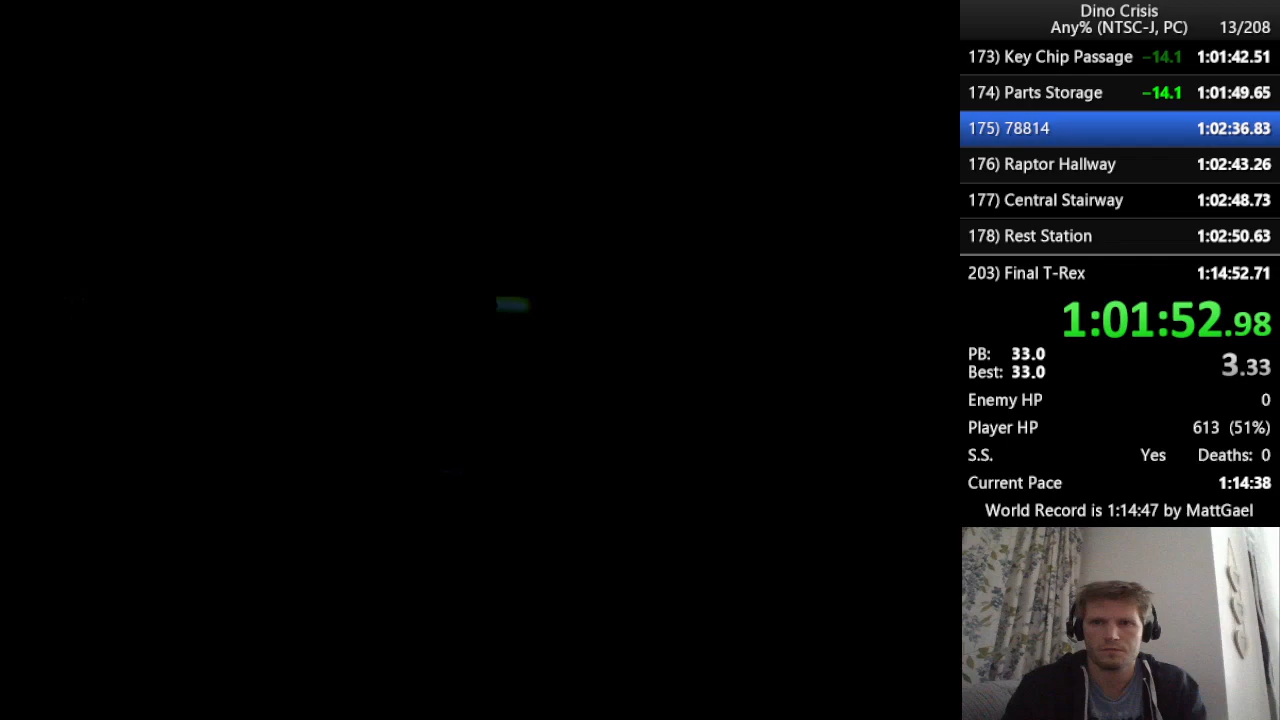 Dino Crisis
Any% (NTSC-J, PC) 13/208
173) Key Chip Passage −14.1 1:01:42.51
174) Parts Storage −14.1 1:01:49.65
175) 78814 1:02:36.83
176) Raptor Hallway 1:02:43.26
177) Central Stairway 1:02:48.73
178) Rest Station 1:02:50.63
203) Final T-Rex 1:14:52.71
1:01:52.98
PB: 33.0 3.33
Best: 33.0
Enemy HP 0
Player HP 613 (51%)
S.S. Yes Deaths: 0
Current Pace 1:14:38
World Record is 1:14:47 by MattGael